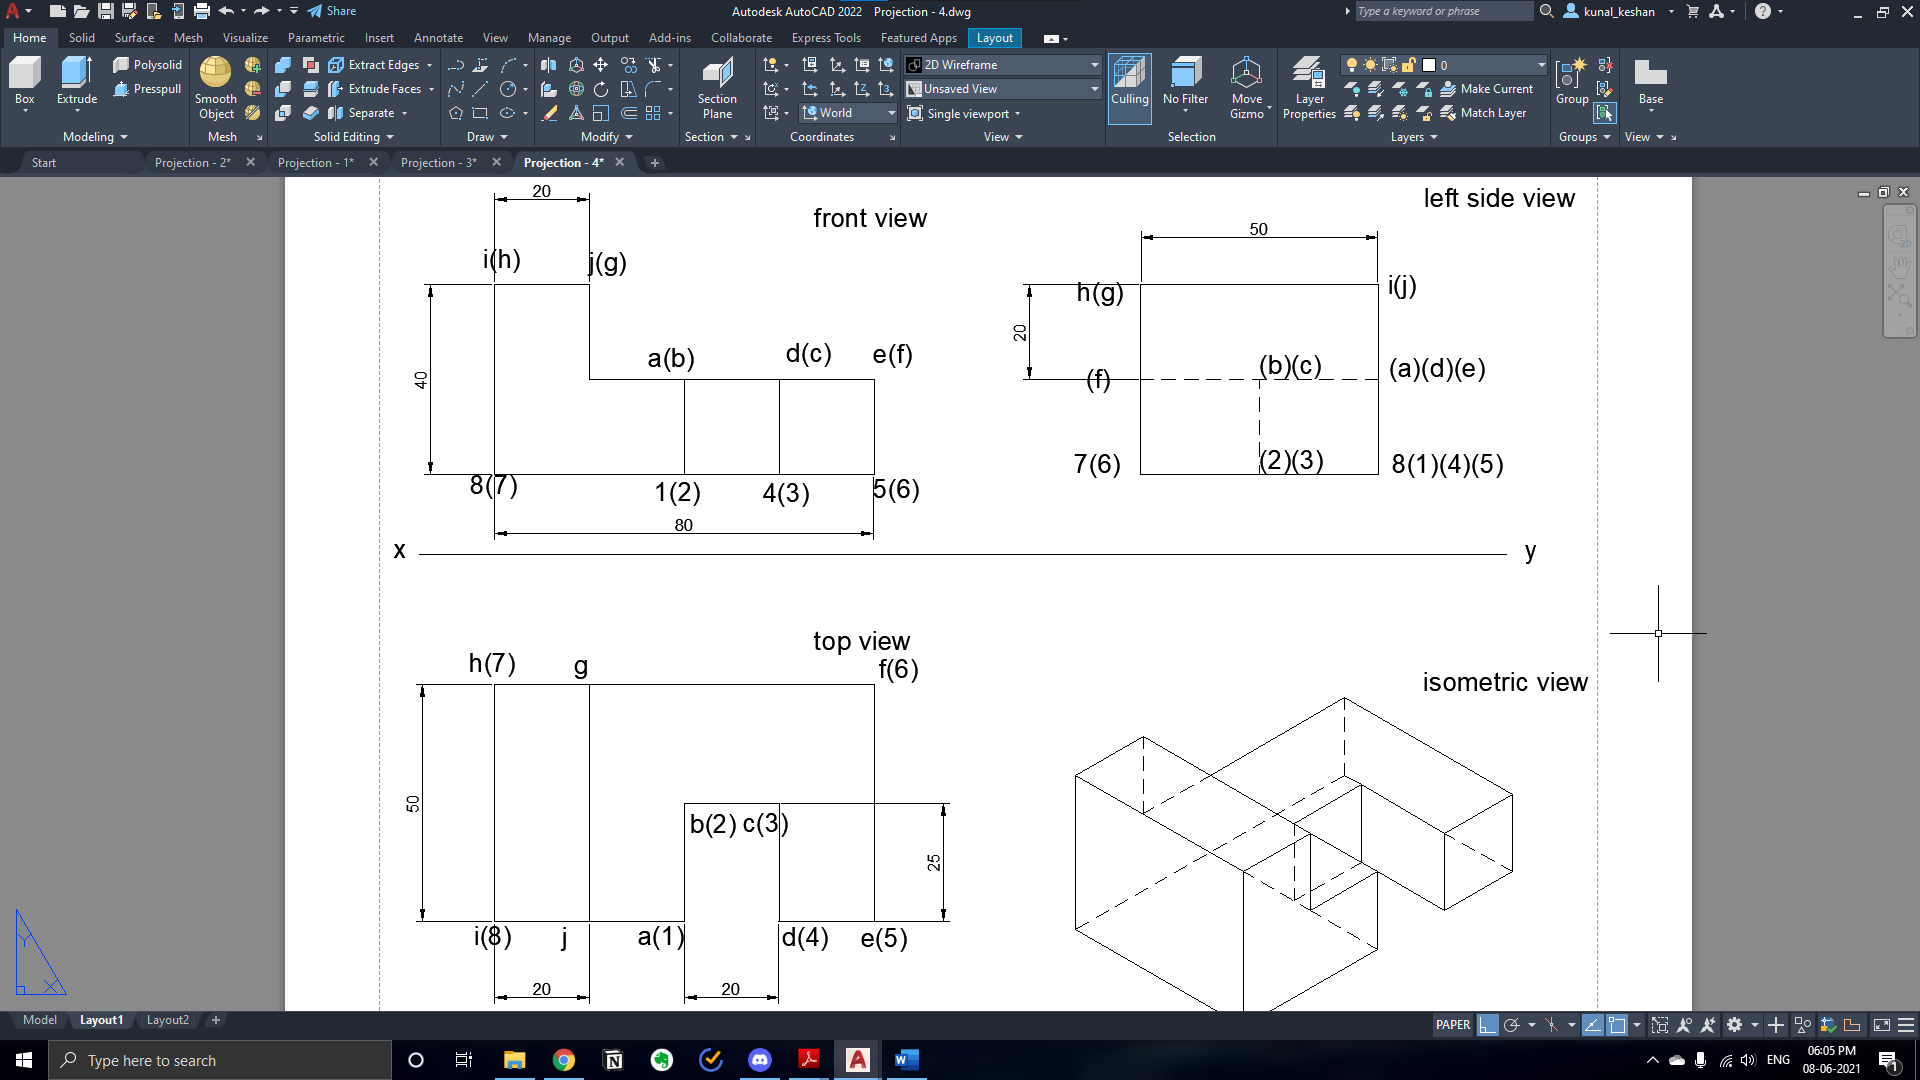 Share
Autodesk AutoCAD 2022 Projection - 4.dwg
Type a keyword or phrase
kunal_keshan
Home Solid Surface Mesh Visualize Parametric Insert Annotate View Manage Output Add-ins Collaborate Express Tools Featured Apps Layout
Box
Extrude
Polysolid
Presspull
Modeling
Smooth
Object
Mesh
Extract Edges
Extrude Faces
Separate
Solid Editing
Draw
Modify
Section
Plane
Section
World
Coordinates
2D Wireframe
Unsaved View
Single viewport
View
Culling
No Filter
Move
Gizmo
Selection
Layer
Properties
0
Make Current
Match Layer
Layers
Group
Groups
Base
View
Start Projection - 2* Projection - 1* Projection - 3* Projection - 4*
20
front view
i(h)
j(g)
40
a(b)
d(c)
e(f)
8(7)
1(2)
4(3)
5(6)
80
left side view
50
h(g)
i(j)
20
(f)
(b)(c)
(a)(d)(e)
7(6)
(2)(3)
8(1)(4)(5)
x
y
top view
h(7)
g
f(6)
50
b(2)
c(3)
25
i(8)
j
a(1)
d(4)
e(5)
20
20
isometric view
Y
X
Model Layout1 Layout2
PAPER
Type here to search
ENG
06:05 PM
08-06-2021
1